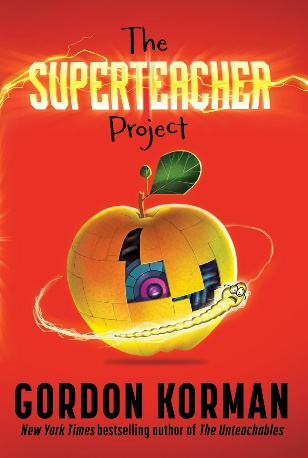 The
SUPERTEACHER
Project
GORDON KORMAN
New York Times bestselling author of The Unteachables